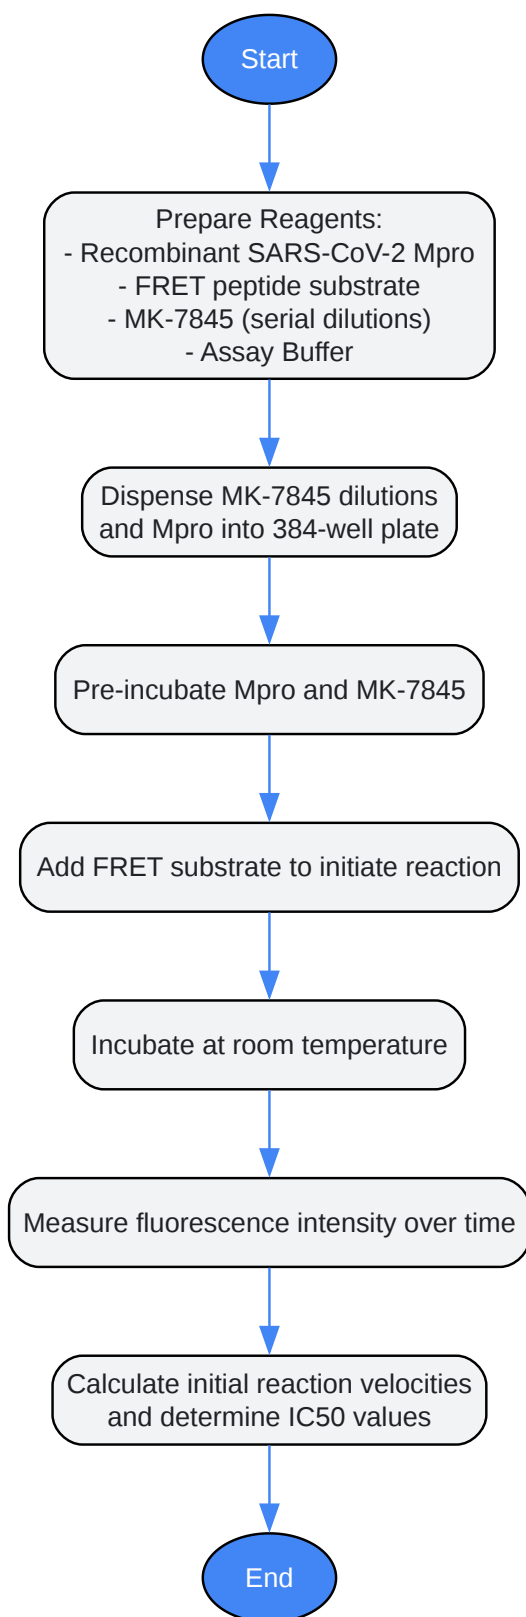 Start
Prepare Reagents:
- Recombinant SARS-CoV-2 Mpro
- FRET peptide substrate
- MK-7845 (serial dilutions)
- Assay Buffer
Dispense MK-7845 dilutions
and Mpro into 384-well plate
Pre-incubate Mpro and MK-7845
Add FRET substrate to initiate reaction
Incubate at room temperature
Measure fluorescence intensity over time
Calculate initial reaction velocities
and determine IC50 values
End